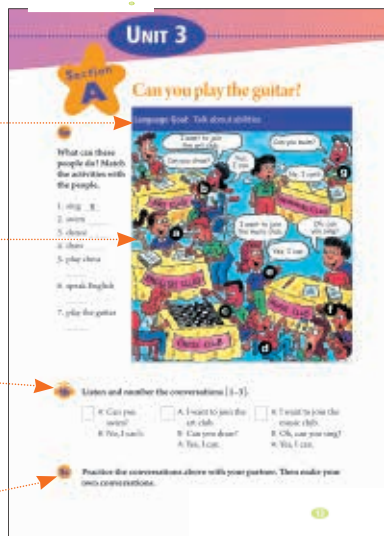 UNIT 3
Section
A
Can you play the guitar?
Language Goal: Talk about abilities
What can these
people do? Match
the activities with
the people.
1. sing
2. swim
3. dance
4. draw
5. play chess
6. speak English
7. play the guitar
I want to join
the art club.
Can you draw?
Yes,
I can.
Can you swim?
No, I can't.
I want to join
the music club.
Oh, can
you sing?
Yes, I can.
CHESS CLUB
a
b
c
d
e
f
g
Listen and number the conversations [1-3].
A: Can you
swim?
B: No, I can't.
A: I want to join the
art club.
B: Can you draw?
A: Yes, I can.
A: I want to join the
music club.
B: Oh, can you sing?
A: Yes, I can.
Practice the conversations above with your partner. Then make your
own conversations.